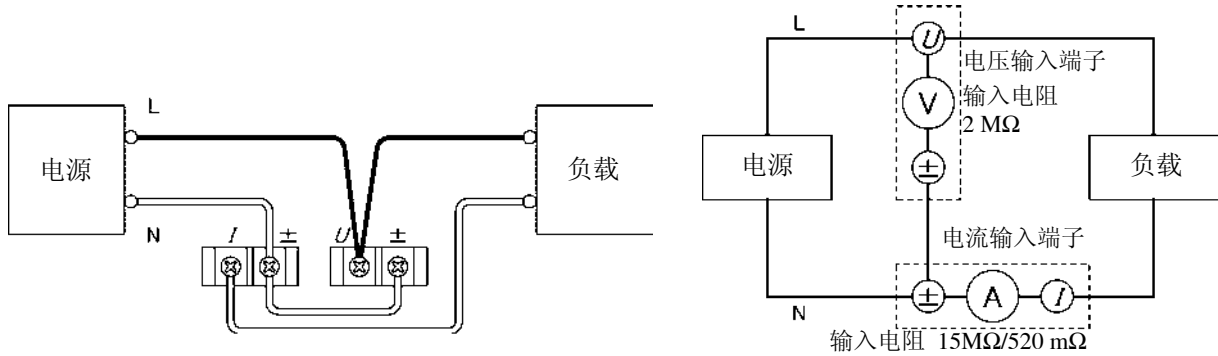 L
电源
负载
N
I ± U ±
L
U
电压输入端子
V
输入电阻
2 MΩ
电源
±
负载
电流输入端子
N
± A I
输入电阻 15MΩ/520 mΩ